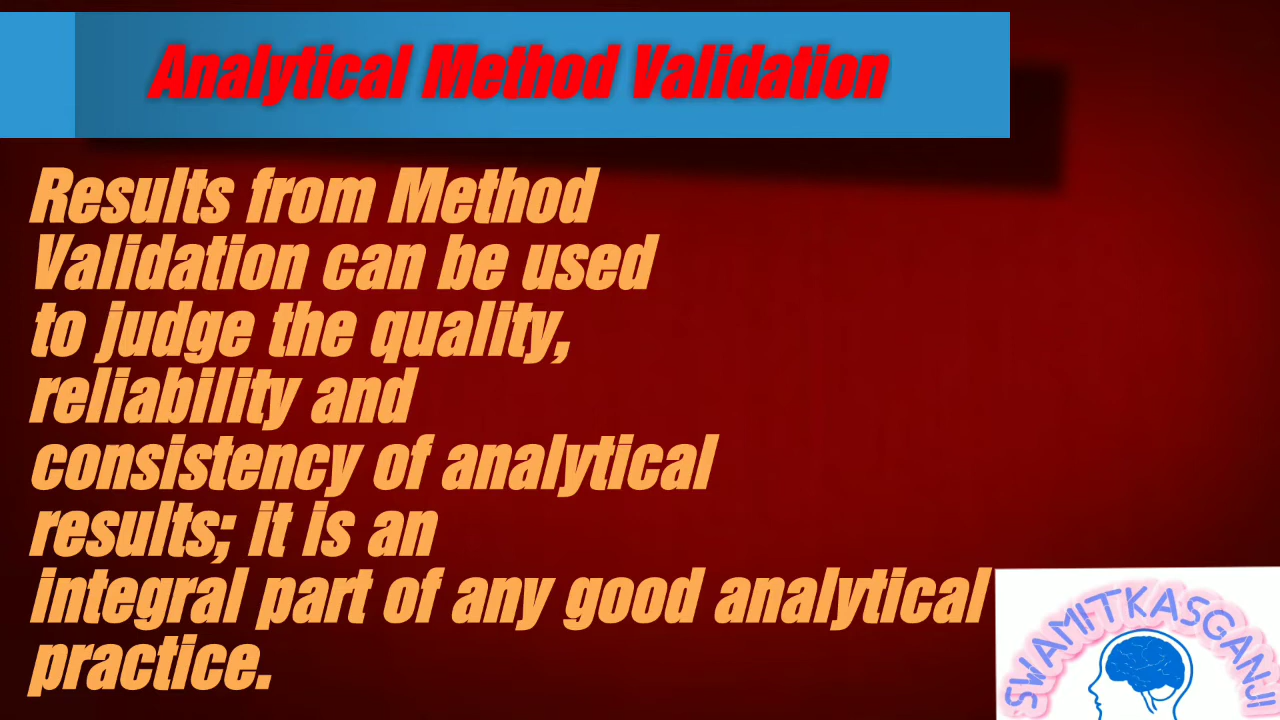 Analytical Method Validation
Results from Method
Validation can be used
to judge the quality,
reliability and
consistency of analytical
results; it is an
integral part of any good analytical
practice.
SWAMITKASGANJI